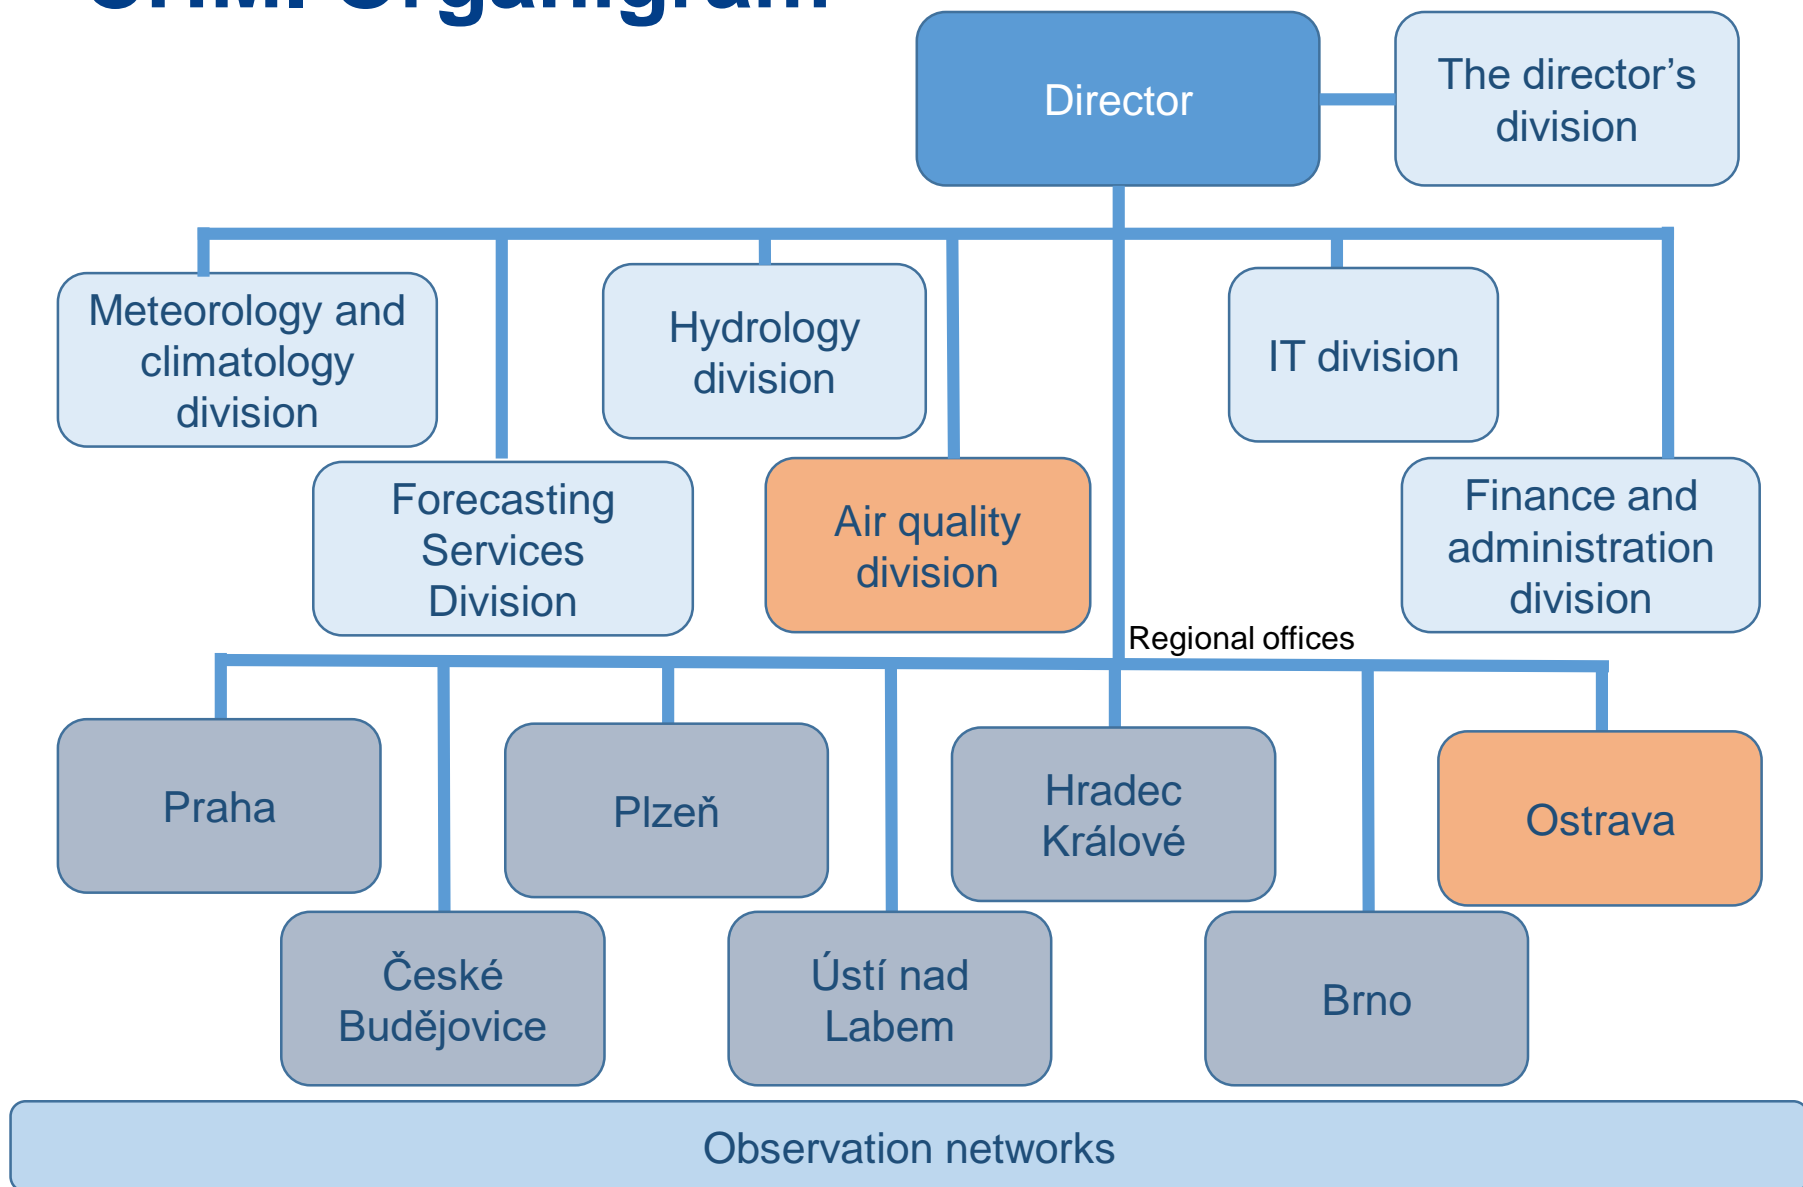 Organigram
Director
The director’s
division
Meteorology and
climatology
division
Hydrology
division
IT division
Forecasting
Services
Division
Air quality
division
Finance and
administration
division
Regional offices
Praha
Plzeň
Hradec
Králové
Ostrava
České
Budějovice
Ústí nad
Labem
Brno
Observation networks